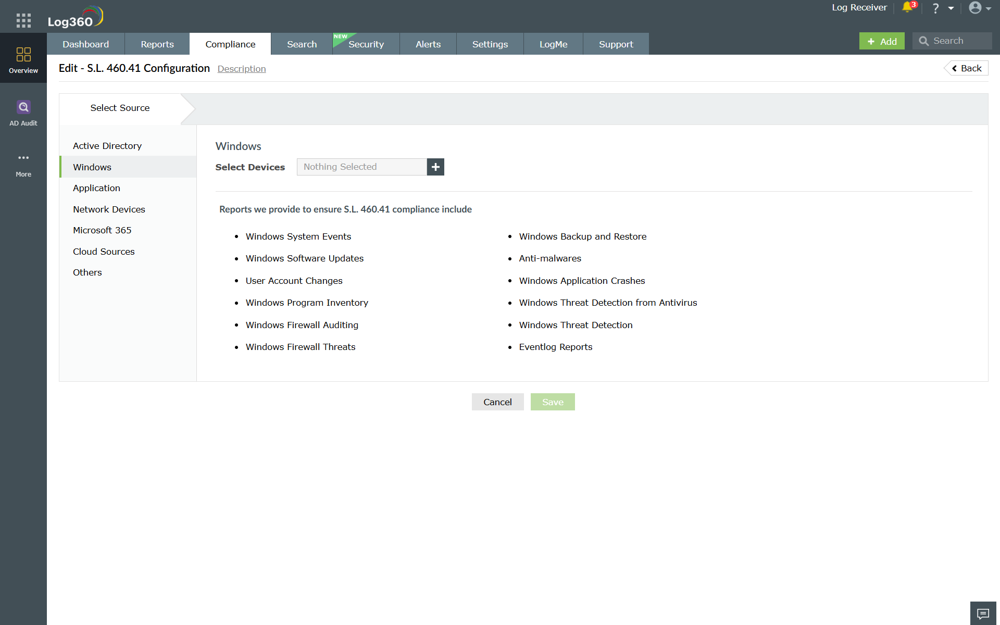 Log Receiver
3
?
Log360
Dashboard
Reports
Compliance
Search
NEW
Security
Alerts
Settings
LogMe
Support
+ Add
Search
Overview
AD Audit
More
Edit - S.L. 460.41 Configuration
Description
Back
Select Source
Active Directory
Windows
Application
Network Devices
Microsoft 365
Cloud Sources
Others
Windows
Select Devices
Nothing Selected
+
Reports we provide to ensure S.L. 460.41 compliance include
• Windows System Events
• Windows Software Updates
• User Account Changes
• Windows Program Inventory
• Windows Firewall Auditing
• Windows Firewall Threats
• Windows Backup and Restore
• Anti-malwares
• Windows Application Crashes
• Windows Threat Detection from Antivirus
• Windows Threat Detection
• Eventlog Reports
Cancel
Save